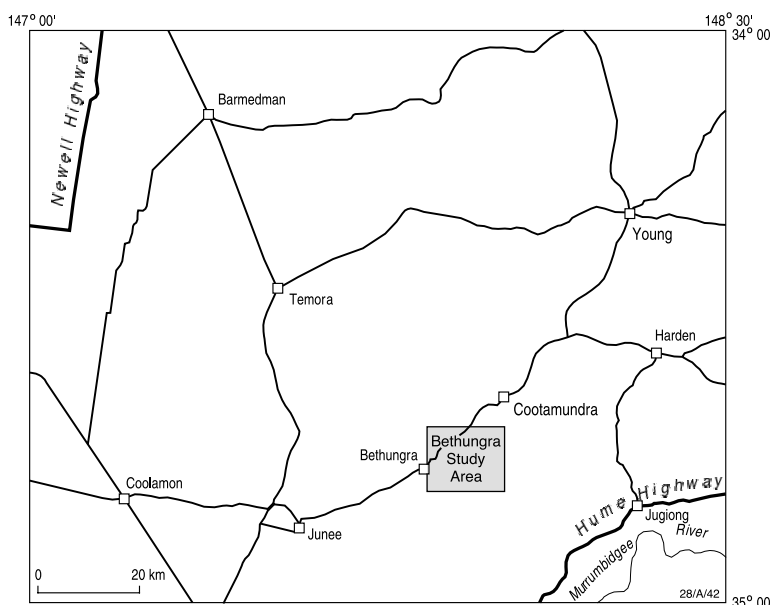 147° 00'
148° 30'
34° 00
Newell Highway
Barmedman
Young
Temora
Harden
Cootamundra
Bethungra
Study
Area
Bethungra
Coolamon
Hume Highway
Jugiong
Junee
Murrumbidgee River
0 20 km
28/A/42
35° 00